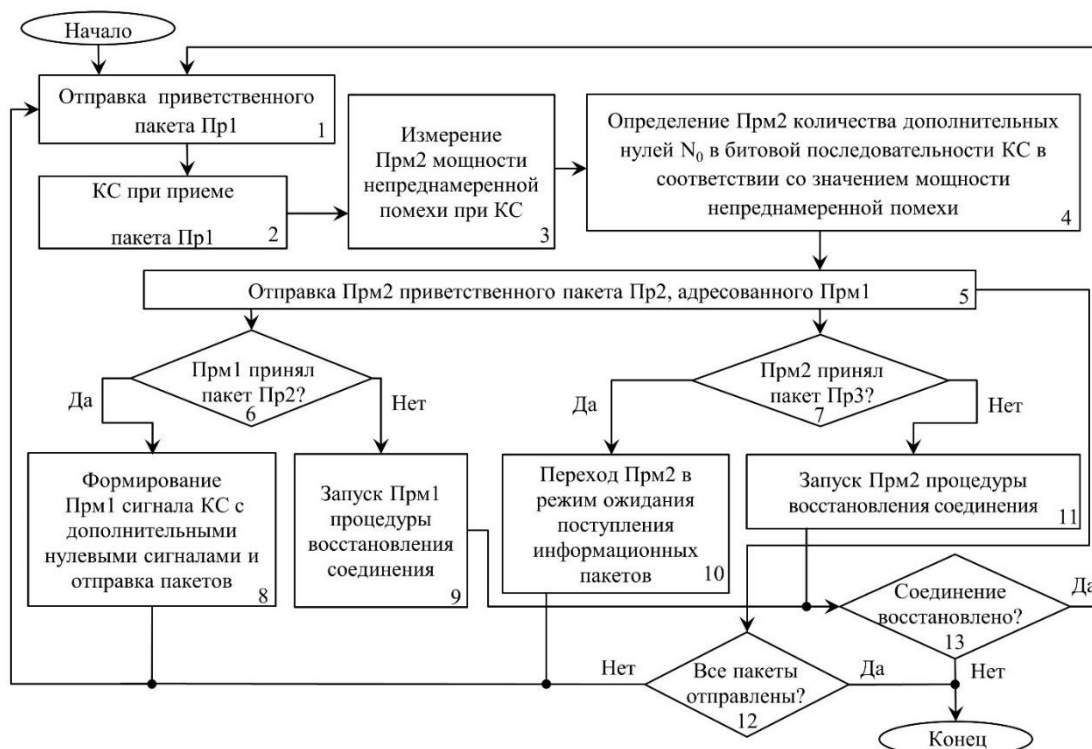 Начало
Отправка приветственного
пакета Пр1
1
КС при приеме
пакета Пр1
2
Измерение
Прм2 мощности
непреднамеренной
помехи при КС
3
Определение Прм2 количества дополнительных
нулей N₀ в битовой последовательности КС в
соответствии со значением мощности
непреднамеренной помехи
4
Отправка Прм2 приветственного пакета Пр2, адресованного Прм1
5
Прм1 принял
пакет Пр2?
6
Да
Нет
Прм2 принял
пакет Пр3?
7
Да
Нет
Формирование
Прм1 сигнала КС с
дополнительными
нулевыми сигналами и
отправка пакетов
8
Запуск Прм1
процедуры
восстановления
соединения
9
Переход Прм2 в
режим ожидания
поступления
информационных
пакетов
10
Запуск Прм2 процедуры
восстановления соединения
11
Соединение
восстановлено?
13
Да
Нет
Все пакеты
отправлены?
12
Нет
Да
Конец